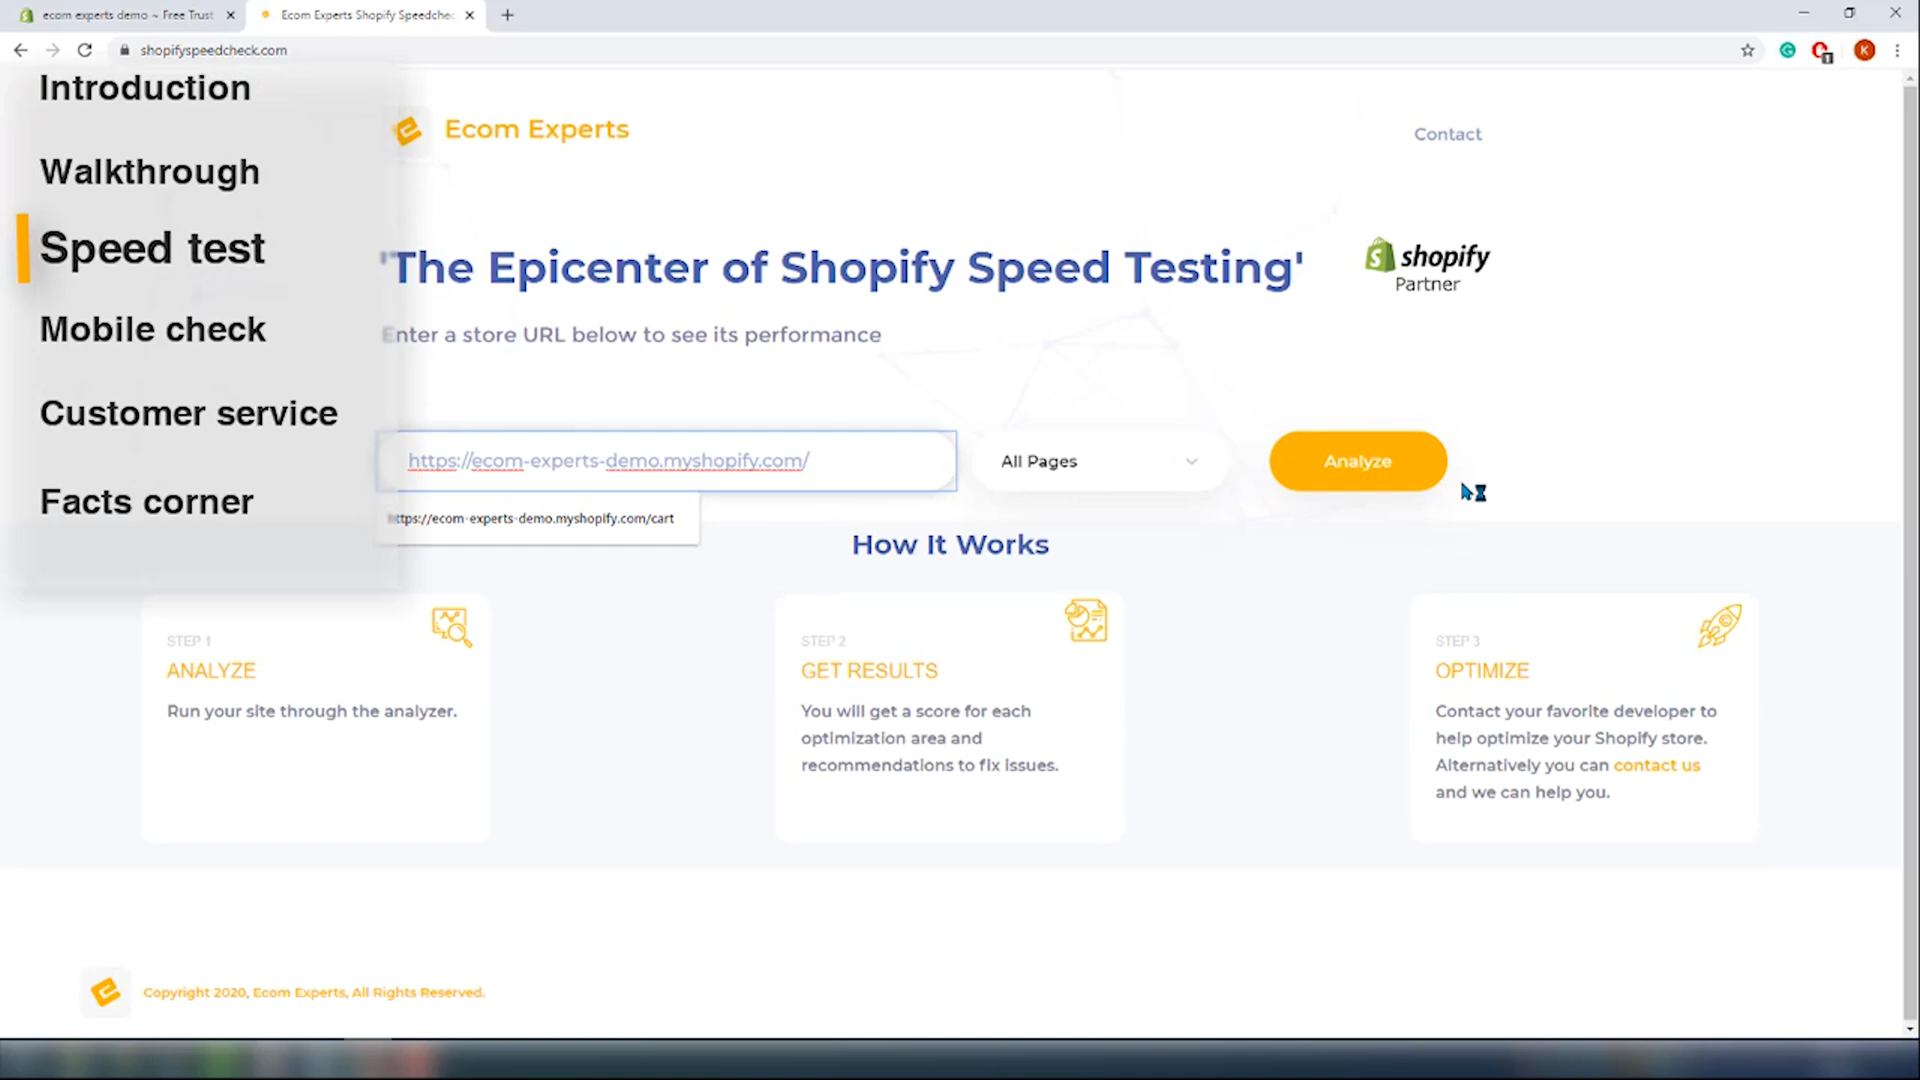 ecom experts demo ~ Free Trust
Ecom Experts Shopify Speedchec
shopifyspeedcheck.com
Introduction
Walkthrough
Speed test
Mobile check
Customer service
Facts corner
Ecom Experts
Contact
'The Epicenter of Shopify Speed Testing'
shopify
Partner
Enter a store URL below to see its performance
https://ecom-experts-demo.myshopify.com/
All Pages
Analyze
https://ecom-experts-demo.myshopify.com/cart
How It Works
STEP 1
ANALYZE
Run your site through the analyzer.
STEP 2
GET RESULTS
You will get a score for each
optimization area and
recommendations to fix issues.
STEP 3
OPTIMIZE
Contact your favorite developer to
help optimize your Shopify store.
Alternatively you can contact us
and we can help you.
Copyright 2020, Ecom Experts, All Rights Reserved.